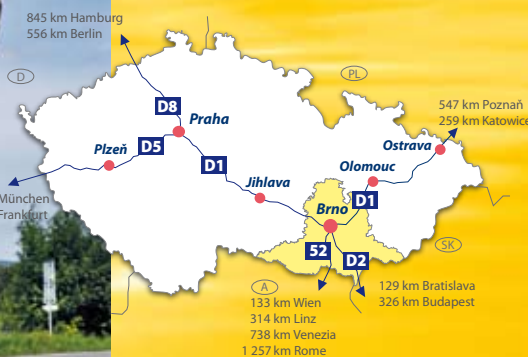 845 km Hamburg
556 km Berlin
D
PL
D8
Praha
547 km Poznań
259 km Katowice
Plzeň
D5
D1
Ostrava
Olomouc
München
Frankfurt
Jihlava
D1
Brno
52
D2
SK
A
129 km Bratislava
326 km Budapest
133 km Wien
314 km Linz
738 km Venezia
1 257 km Rome